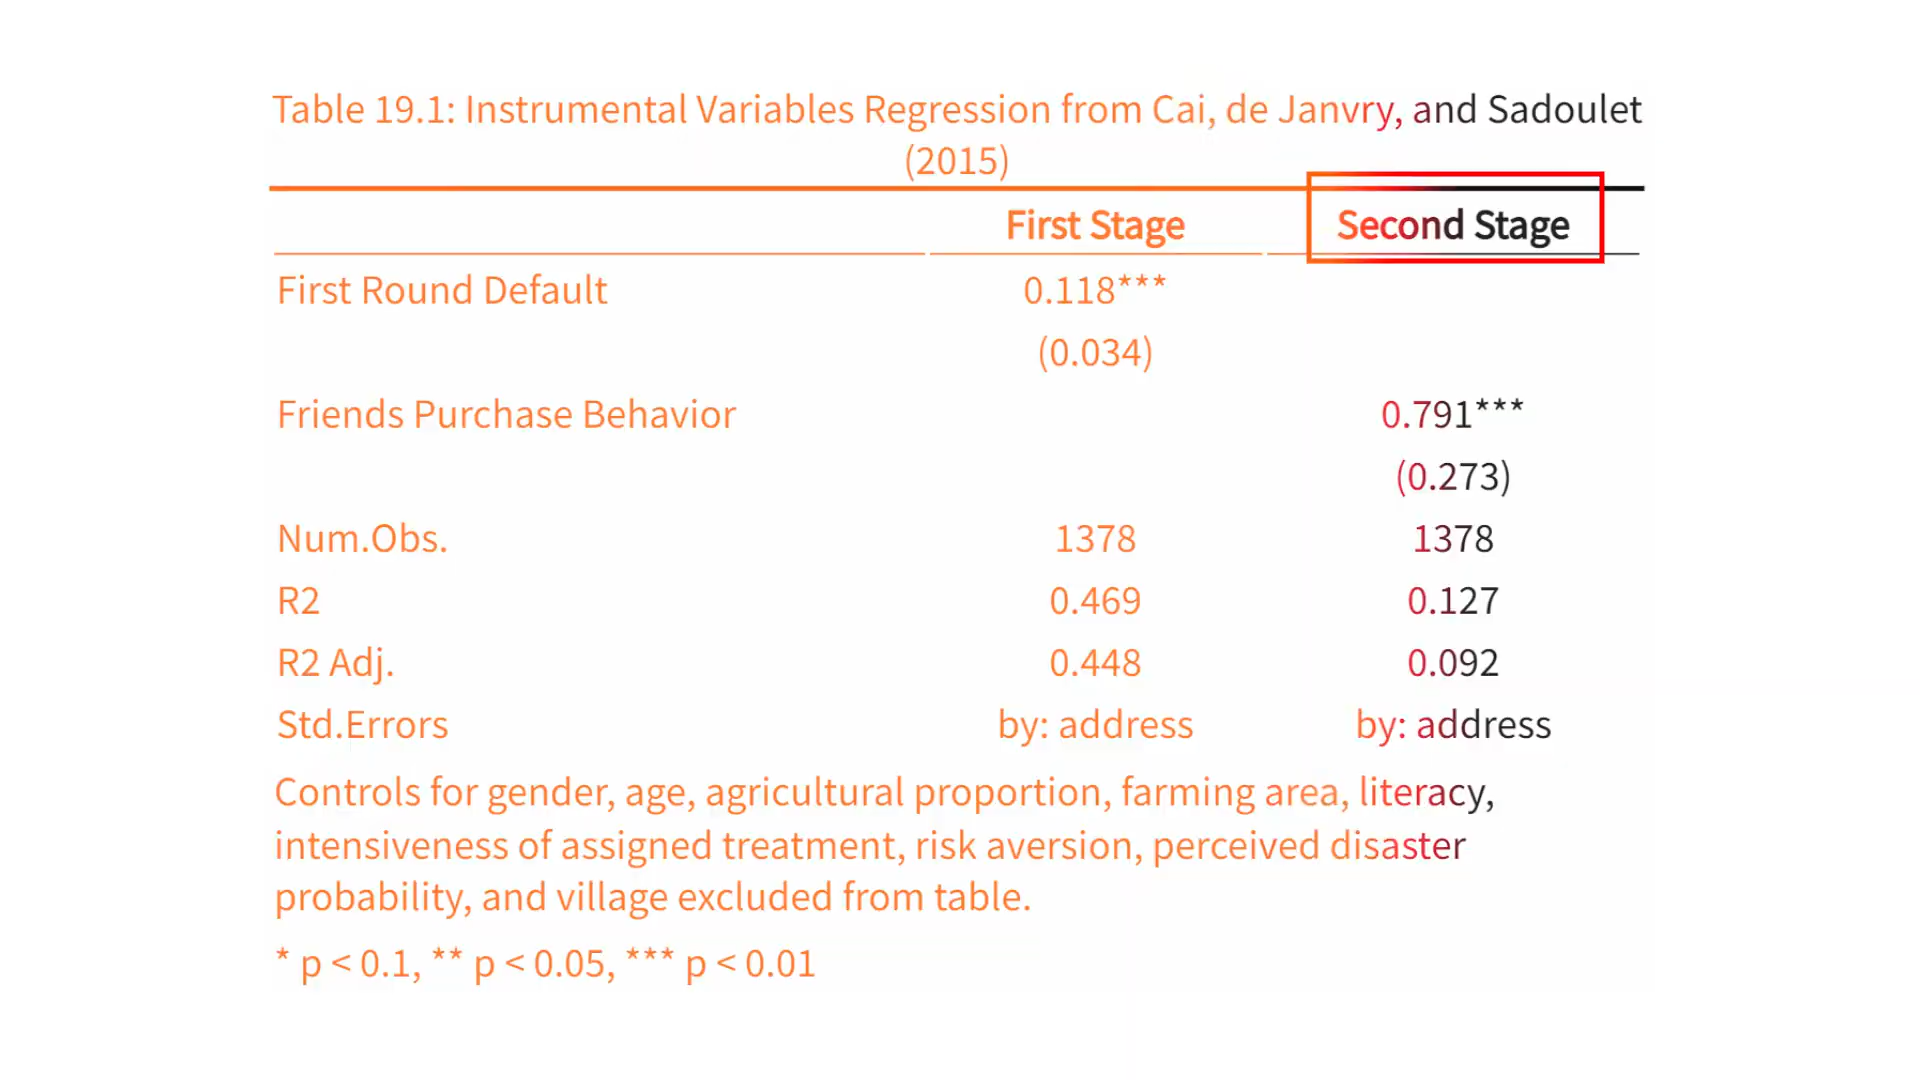 Table 19.1: Instrumental Variables Regression from Cai, de Janvry, and Sadoulet
(2015)
First Stage Second Stage
First Round Default 0.118***
(0.034)
Friends Purchase Behavior 0.791***
(0.273)
Num.Obs. 1378 1378
R2 0.469 0.127
R2 Adj. 0.448 0.092
Std.Errors by: address by: address
Controls for gender, age, agricultural proportion, farming area, literacy,
intensiveness of assigned treatment, risk aversion, perceived disaster
probability, and village excluded from table.
* p < 0.1, ** p < 0.05, *** p < 0.01